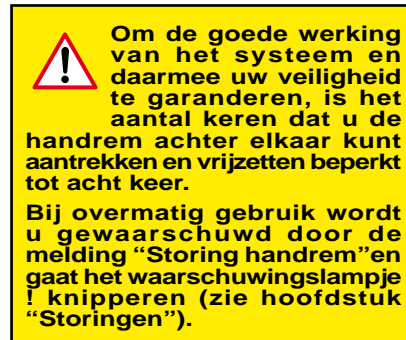 Om de goede werking
van het systeem en
daarmee uw veiligheid
te garanderen, is het
aantal keren dat u de
handrem achter elkaar kunt
aantrekken en vrijzetten beperkt
tot acht keer.
Bij overmatig gebruik wordt
u gewaarschuwd door de
melding “Storing handrem”en
gaat het waarschuwingslampje
! knipperen (zie hoofdstuk
“Storingen”).